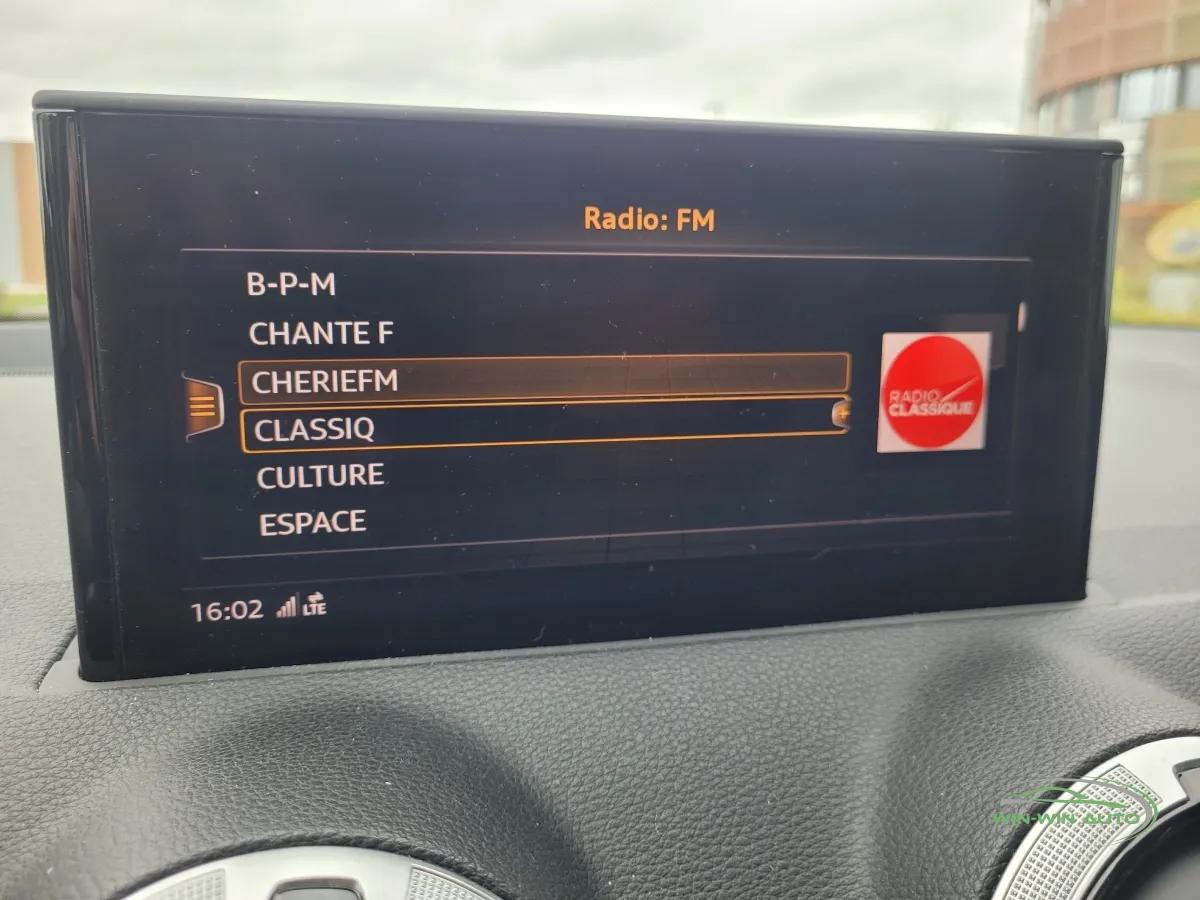 Radio: FM
B-P-M
CHANTE F
CHERIEFM
CLASSIQ
CULTURE
ESPACE
RADIO
CLASSIQUE
16:02 LTE
WIN-WIN AUTO